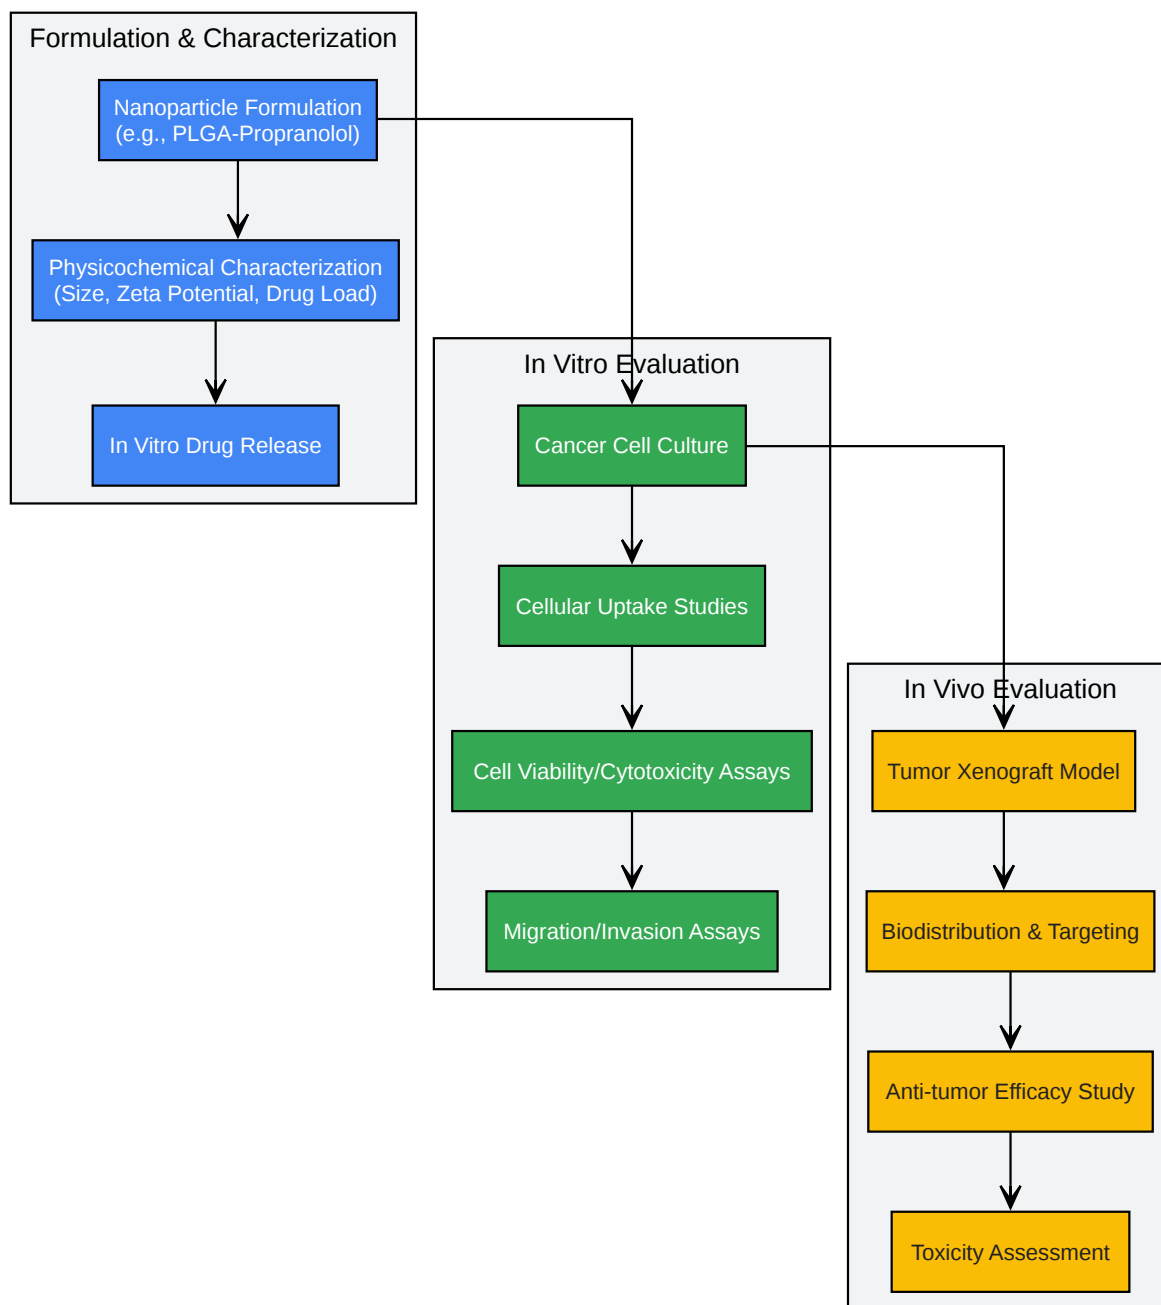 Formulation & Characterization
Nanoparticle Formulation
(e.g., PLGA-Propranolol)
Physicochemical Characterization
(Size, Zeta Potential, Drug Load)
In Vitro Drug Release
In Vitro Evaluation
Cancer Cell Culture
Cellular Uptake Studies
Cell Viability/Cytotoxicity Assays
Migration/Invasion Assays
In Vivo Evaluation
Tumor Xenograft Model
Biodistribution & Targeting
Anti-tumor Efficacy Study
Toxicity Assessment